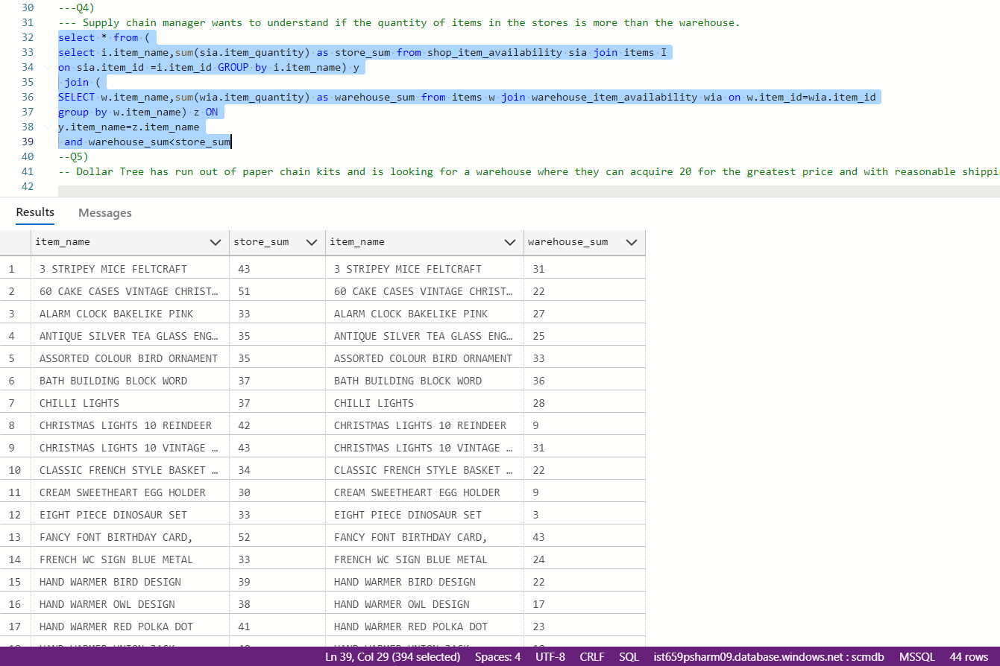 30 ---Q4)
31 --- Supply chain manager wants to understand if the quantity of items in the stores is more than the warehouse.
32 select * from (
33 select i.item_name,sum(sia.item_quantity) as store_sum from shop_item_availability sia join items I
34 on sia.item_id =i.item_id GROUP by i.item_name) y
35 join (
36 SELECT w.item_name,sum(wia.item_quantity) as warehouse_sum from items w join warehouse_item_availability wia on w.item_id=wia.item_id
37 group by w.item_name) z ON
38 y.item_name=z.item_name
39 and warehouse_sum<store_sum
40 --Q5)
41 -- Dollar Tree has run out of paper chain kits and is looking for a warehouse where they can acquire 20 for the greatest price and with reasonable shippi
42
Results Messages
item_name store_sum item_name warehouse_sum
1 3 STRIPEY MICE FELTCRAFT 43 3 STRIPEY MICE FELTCRAFT 31
2 60 CAKE CASES VINTAGE CHRIST… 51 60 CAKE CASES VINTAGE CHRIST… 22
3 ALARM CLOCK BAKELIKE PINK 33 ALARM CLOCK BAKELIKE PINK 27
4 ANTIQUE SILVER TEA GLASS ENG… 35 ANTIQUE SILVER TEA GLASS ENG… 25
5 ASSORTED COLOUR BIRD ORNAMENT 35 ASSORTED COLOUR BIRD ORNAMENT 33
6 BATH BUILDING BLOCK WORD 37 BATH BUILDING BLOCK WORD 36
7 CHILLI LIGHTS 37 CHILLI LIGHTS 28
8 CHRISTMAS LIGHTS 10 REINDEER 42 CHRISTMAS LIGHTS 10 REINDEER 9
9 CHRISTMAS LIGHTS 10 VINTAGE … 43 CHRISTMAS LIGHTS 10 VINTAGE … 31
10 CLASSIC FRENCH STYLE BASKET … 34 CLASSIC FRENCH STYLE BASKET … 22
11 CREAM SWEETHEART EGG HOLDER 30 CREAM SWEETHEART EGG HOLDER 9
12 EIGHT PIECE DINOSAUR SET 33 EIGHT PIECE DINOSAUR SET 3
13 FANCY FONT BIRTHDAY CARD, 52 FANCY FONT BIRTHDAY CARD, 43
14 FRENCH WC SIGN BLUE METAL 33 FRENCH WC SIGN BLUE METAL 24
15 HAND WARMER BIRD DESIGN 39 HAND WARMER BIRD DESIGN 22
16 HAND WARMER OWL DESIGN 38 HAND WARMER OWL DESIGN 17
17 HAND WARMER RED POLKA DOT 41 HAND WARMER RED POLKA DOT 23
Ln 39, Col 29 (394 selected) Spaces: 4 UTF-8 CRLF SQL ist659psharm09.database.windows.net : scmdb MSSQL 44 rows